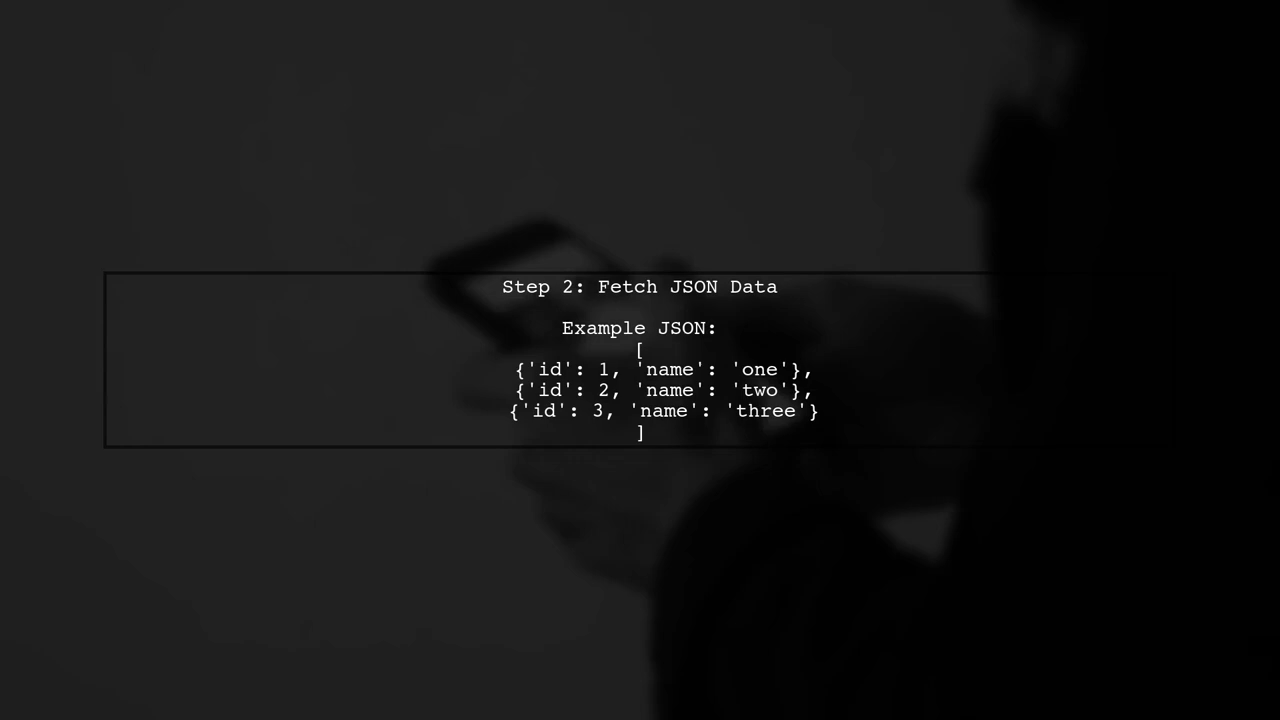 Step 2: Fetch JSON Data
Example JSON:
[
{'id': 1, 'name': 'one'},
{'id': 2, 'name': 'two'},
{'id': 3, 'name': 'three'}
]